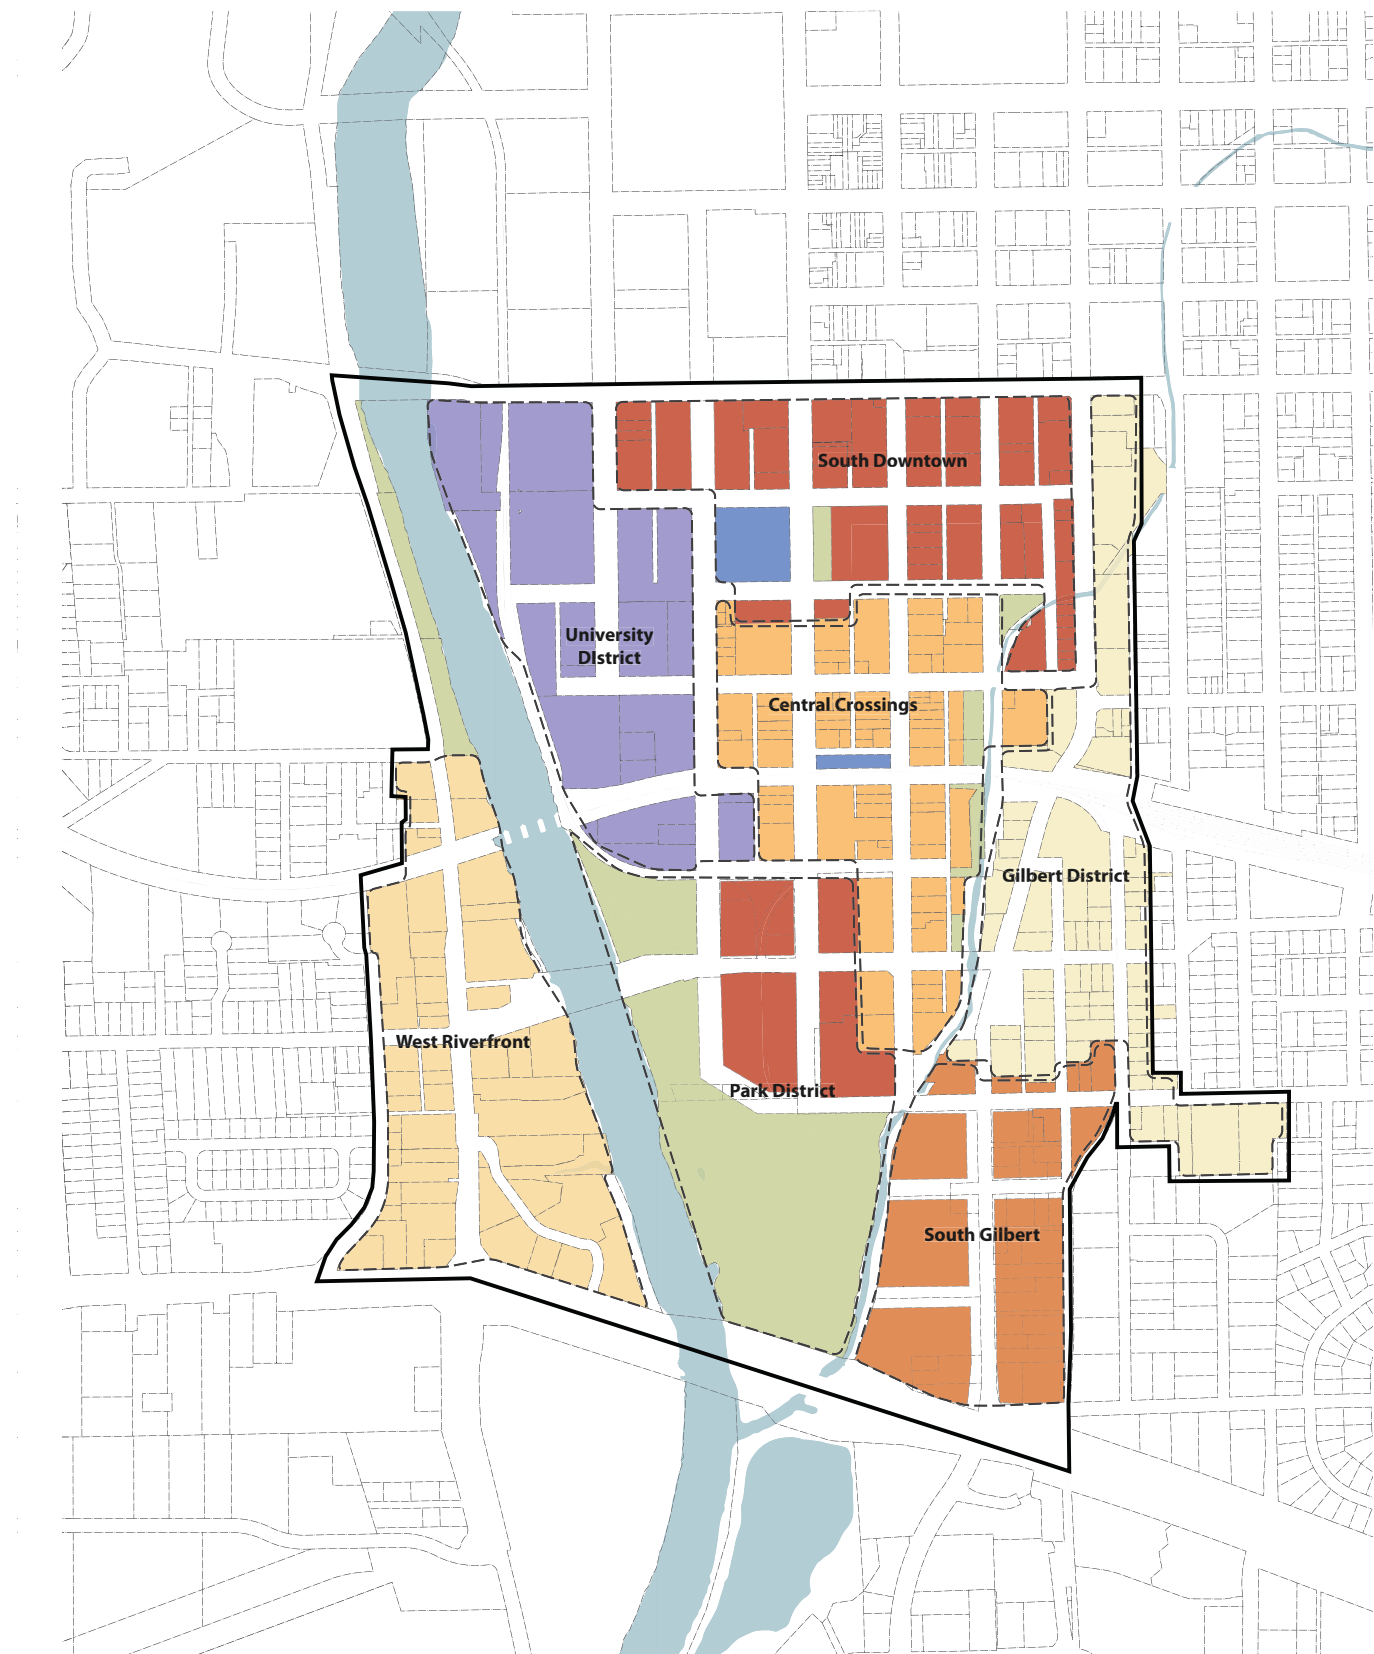 South Downtown
University
DIstrict
Central Crossings
Gilbert District
West Riverfront
Park District
South Gilbert